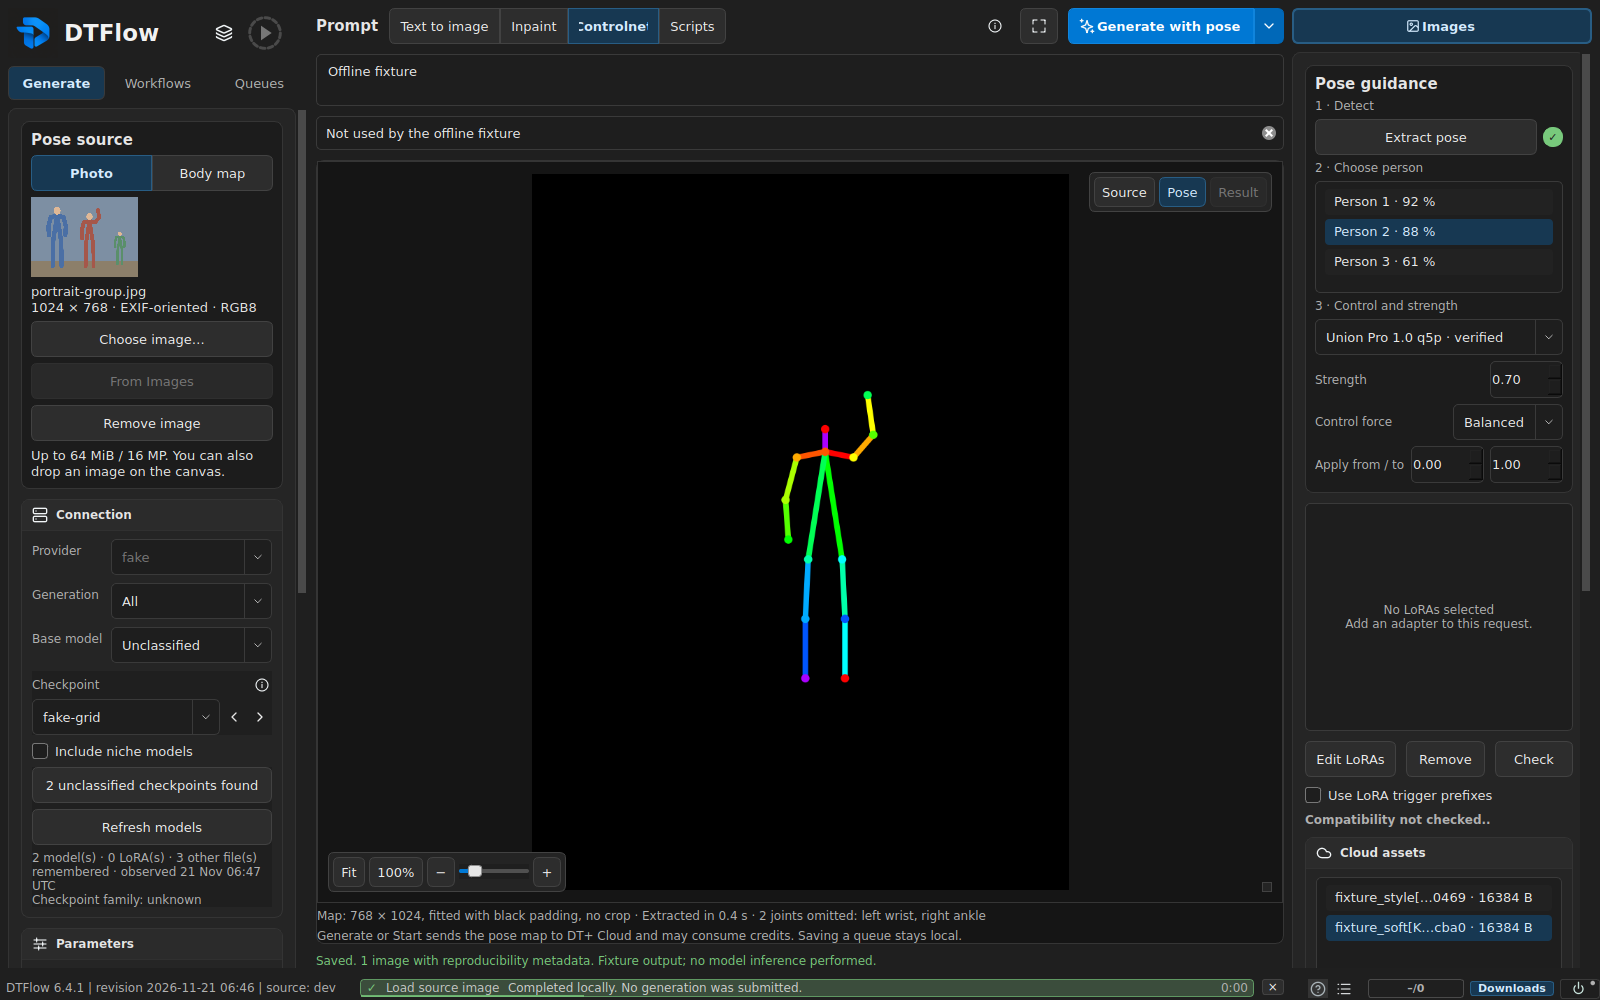 DTFlow
Generate
Workflows
Queues
Pose source
Photo
Body map
portrait-group.jpg
1024 × 768 · EXIF-oriented · RGB8
Choose image…
From Images
Remove image
Up to 64 MiB / 16 MP. You can also
drop an image on the canvas.
Connection
Provider
fake
Generation
All
Base model
Unclassified
Checkpoint
fake-grid
Include niche models
2 unclassified checkpoints found
Refresh models
2 model(s) · 0 LoRA(s) · 3 other file(s)
remembered · observed 21 Nov 06:47
UTC
Checkpoint family: unknown
Parameters
Prompt
Text to image
Inpaint
Controlnet
Scripts
Generate with pose
Offline fixture
Not used by the offline fixture
Source
Pose
Result
Fit
100%
−
+
Map: 768 × 1024, fitted with black padding, no crop · Extracted in 0.4 s · 2 joints omitted: left wrist, right ankle
Generate or Start sends the pose map to DT+ Cloud and may consume credits. Saving a queue stays local.
Saved. 1 image with reproducibility metadata. Fixture output; no model inference performed.
Images
Pose guidance
1 · Detect
Extract pose
✓
2 · Choose person
Person 1 · 92 %
Person 2 · 88 %
Person 3 · 61 %
3 · Control and strength
Union Pro 1.0 q5p · verified
Strength
0.70
Control force
Balanced
Apply from / to
0.00
1.00
No LoRAs selected
Add an adapter to this request.
Edit LoRAs
Remove
Check
Use LoRA trigger prefixes
Compatibility not checked..
Cloud assets
fixture_style[...0469 · 16384 B
fixture_soft[K...cba0 · 16384 B
DTFlow 6.4.1 | revision 2026-11-21 06:46 | source: dev
✓ Load source image Completed locally. No generation was submitted.
0:00
–/0
Downloads